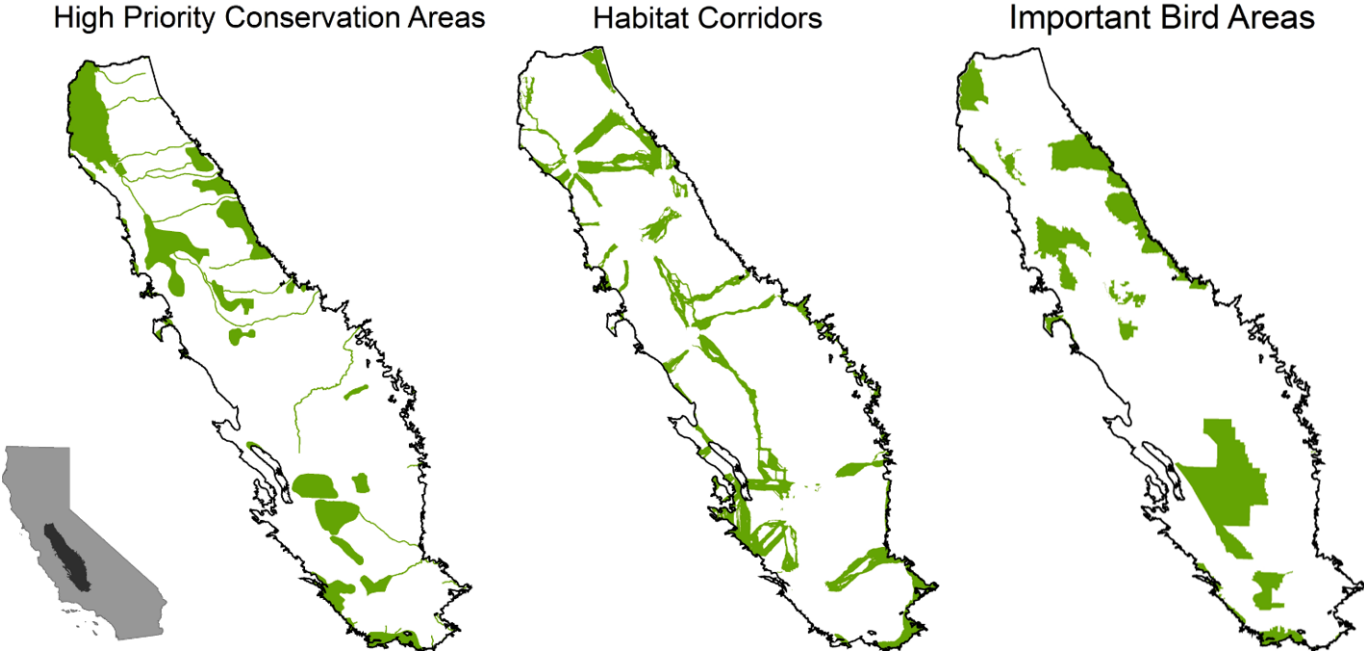 High Priority Conservation Areas
Habitat Corridors
Important Bird Areas